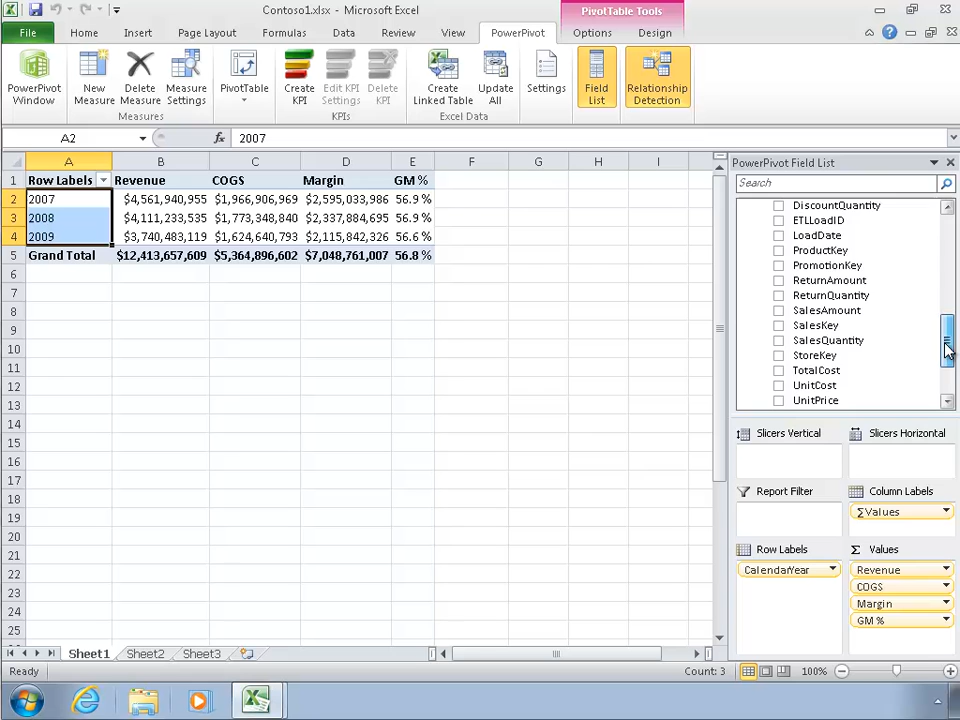 Contoso1.xlsx - Microsoft Excel
PivotTable Tools
File Home Insert Page Layout Formulas Data Review View PowerPivot Options Design
PowerPivot Window
New Measure
Delete Measure
Measure Settings
PivotTable
Create KPI
Edit KPI Settings
Delete KPI
Create Linked Table
Update All
Settings
Field List
Relationship Detection
Measures
KPIs
Excel Data
A2 fx 2007
A B C D E F G H I
1 Row Labels Revenue COGS Margin GM %
2 2007 $4,561,940,955 $1,966,906,969 $2,595,033,986 56.9 %
3 2008 $4,111,233,535 $1,773,348,840 $2,337,884,695 56.9 %
4 2009 $3,740,483,119 $1,624,640,793 $2,115,842,326 56.6 %
5 Grand Total $12,413,657,609 $5,364,896,602 $7,048,761,007 56.8 %
6
7
8
9
10
11
12
13
14
15
16
17
18
19
20
21
22
23
24
25
PowerPivot Field List
Search
DiscountQuantity
ETLLoadID
LoadDate
ProductKey
PromotionKey
ReturnAmount
ReturnQuantity
SalesAmount
SalesKey
SalesQuantity
StoreKey
TotalCost
UnitCost
UnitPrice
Slicers Vertical
Slicers Horizontal
Report Filter
Column Labels
Σ Values
Row Labels
Σ Values
CalendarYear
Revenue
COGS
Margin
GM %
Sheet1 Sheet2 Sheet3
Ready
Count: 3
100%